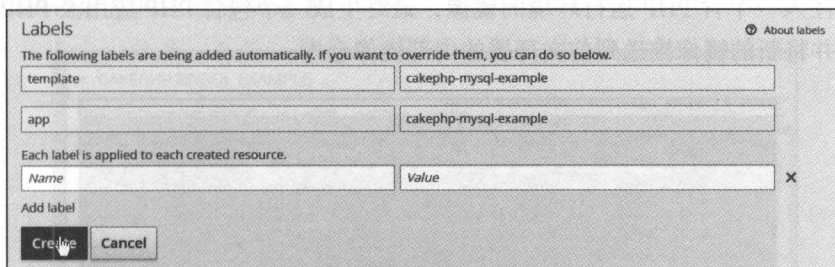 Labels
About labels
The following labels are being added automatically. If you want to override them, you can do so below.
template cakephp-mysql-example
app cakephp-mysql-example
Each label is applied to each created resource.
Name Value ×
Add label
Create Cancel